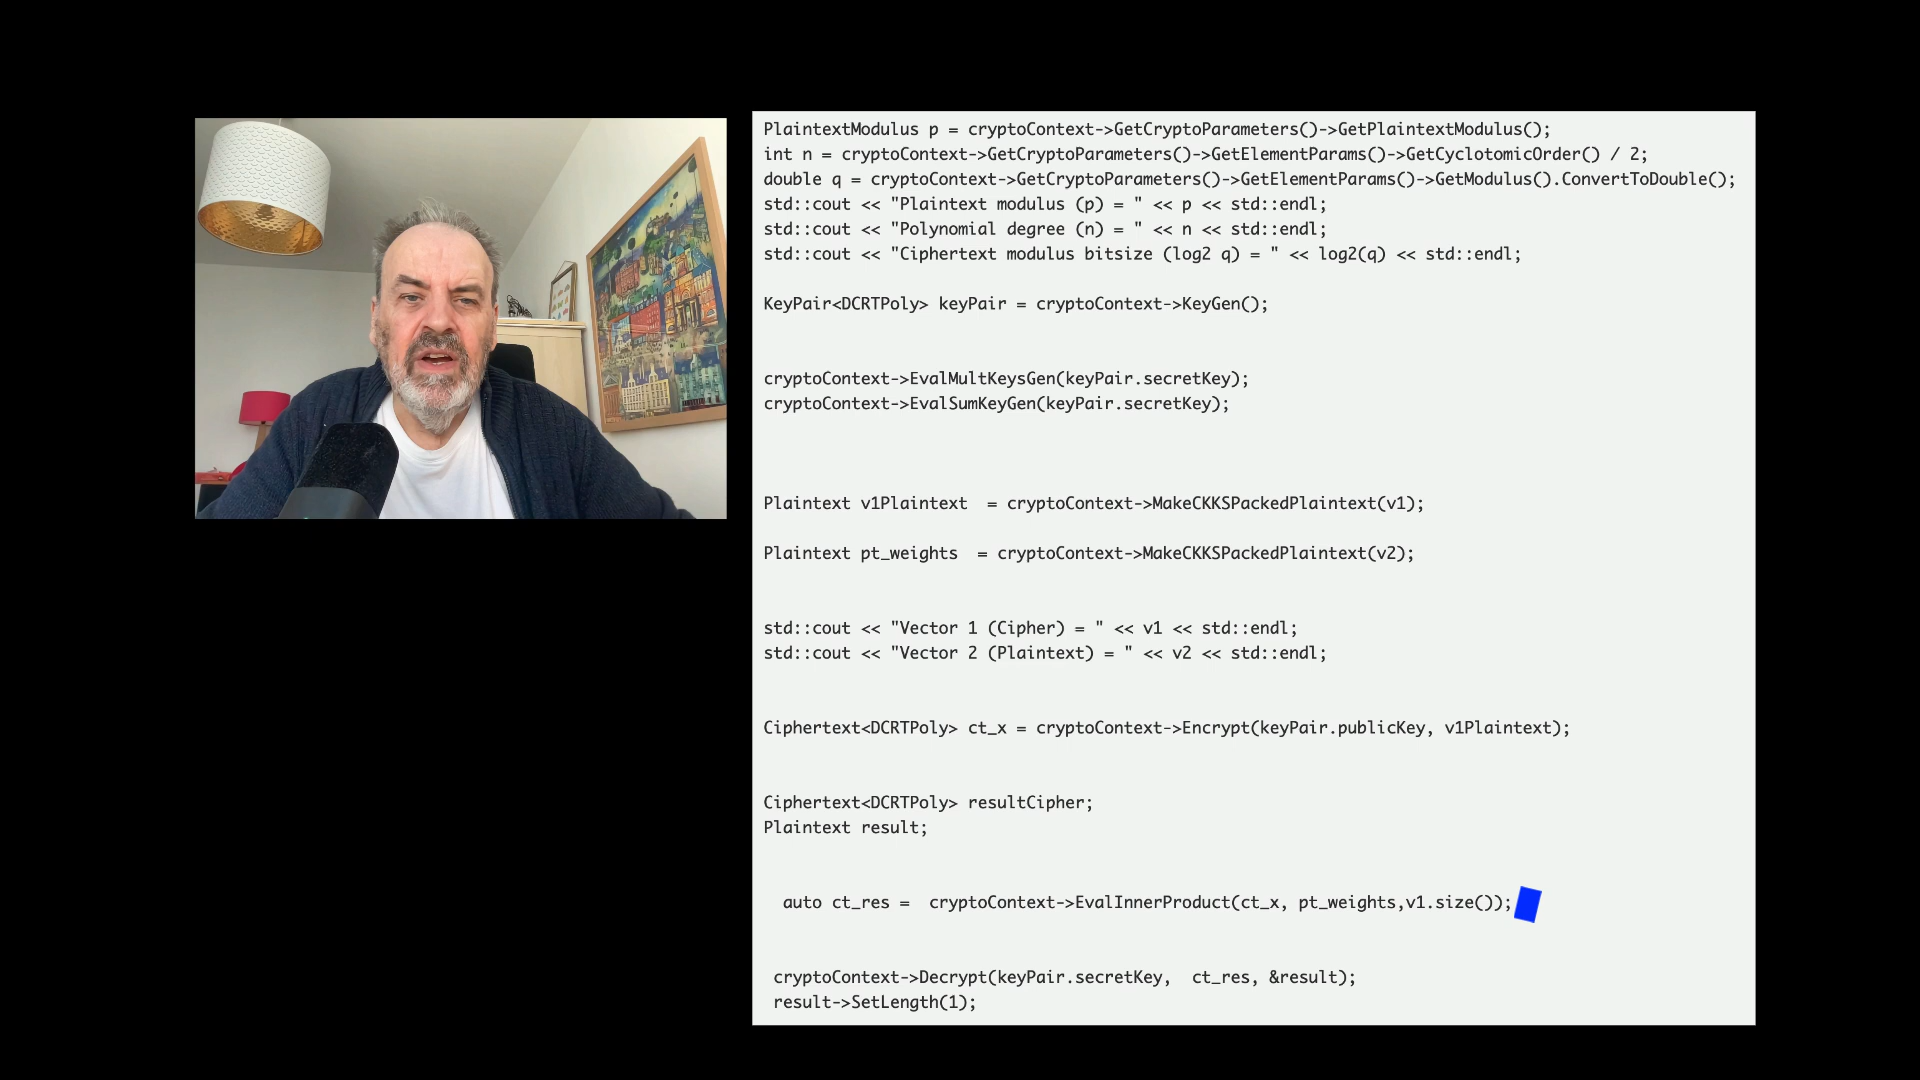 PlaintextModulus p = cryptoContext->GetCryptoParameters()->GetPlaintextModulus();
int n = cryptoContext->GetCryptoParameters()->GetElementParams()->GetCyclotomicOrder() / 2;
double q = cryptoContext->GetCryptoParameters()->GetElementParams()->GetModulus().ConvertToDouble();
std::cout << "Plaintext modulus (p) = " << p << std::endl;
std::cout << "Polynomial degree (n) = " << n << std::endl;
std::cout << "Ciphertext modulus bitsize (log2 q) = " << log2(q) << std::endl;
KeyPair<DCRTPoly> keyPair = cryptoContext->KeyGen();
cryptoContext->EvalMultKeysGen(keyPair.secretKey);
cryptoContext->EvalSumKeyGen(keyPair.secretKey);
Plaintext v1Plaintext  = cryptoContext->MakeCKKSPackedPlaintext(v1);
Plaintext pt_weights  = cryptoContext->MakeCKKSPackedPlaintext(v2);
std::cout << "Vector 1 (Cipher) = " << v1 << std::endl;
std::cout << "Vector 2 (Plaintext) = " << v2 << std::endl;
Ciphertext<DCRTPoly> ct_x = cryptoContext->Encrypt(keyPair.publicKey, v1Plaintext);
Ciphertext<DCRTPoly> resultCipher;
Plaintext result;
auto ct_res =  cryptoContext->EvalInnerProduct(ct_x, pt_weights,v1.size());
cryptoContext->Decrypt(keyPair.secretKey,  ct_res, &result);
result->SetLength(1);